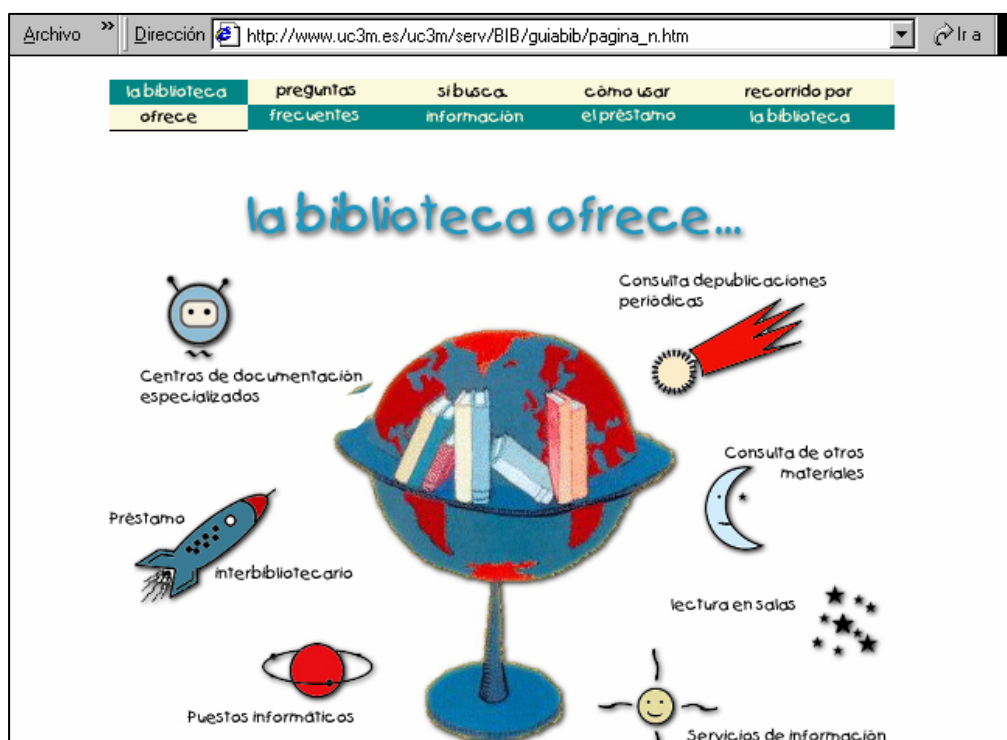 Archivo » Dirección http://www.uc3m.es/uc3m/serv/BIB/guiabib/pagina_n.htm Ir a
la biblioteca preguntas si busca cómo usar recorrido por
ofrece frecuentes información el préstamo la biblioteca
la biblioteca ofrece...
Consulta depublicaciones
periódicas
Centros de documentación
especializados
Consulta de otros
materiales
Préstamo
interbibliotecario
lectura en salas
Puestos informáticos
Servicios de información